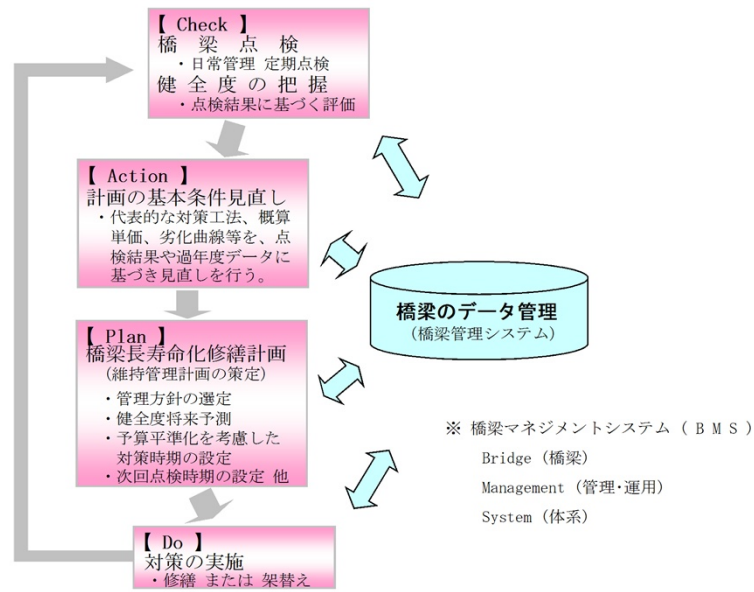 【 Check 】
橋 梁 点 検
・日常管理 定期点検
健 全 度 の 把 握
・点検結果に基づく評価
【 Action 】
計画の基本条件見直し
・代表的な対策工法、概算
単価、劣化曲線等を、点
検結果や過年度データに
基づき見直しを行う。
【 Plan 】
橋梁長寿命化修繕計画
(維持管理計画の策定)
・管理方針の選定
・健全度将来予測
・予算平準化を考慮した
対策時期の設定
・次回点検時期の設定 他
【 Do 】
対策の実施
・修繕 または 架替え
橋梁のデータ管理
(橋梁管理システム)
※ 橋梁マネジメントシステム ( B M S )
Bridge (橋梁)
Management (管理・運用)
System (体系)